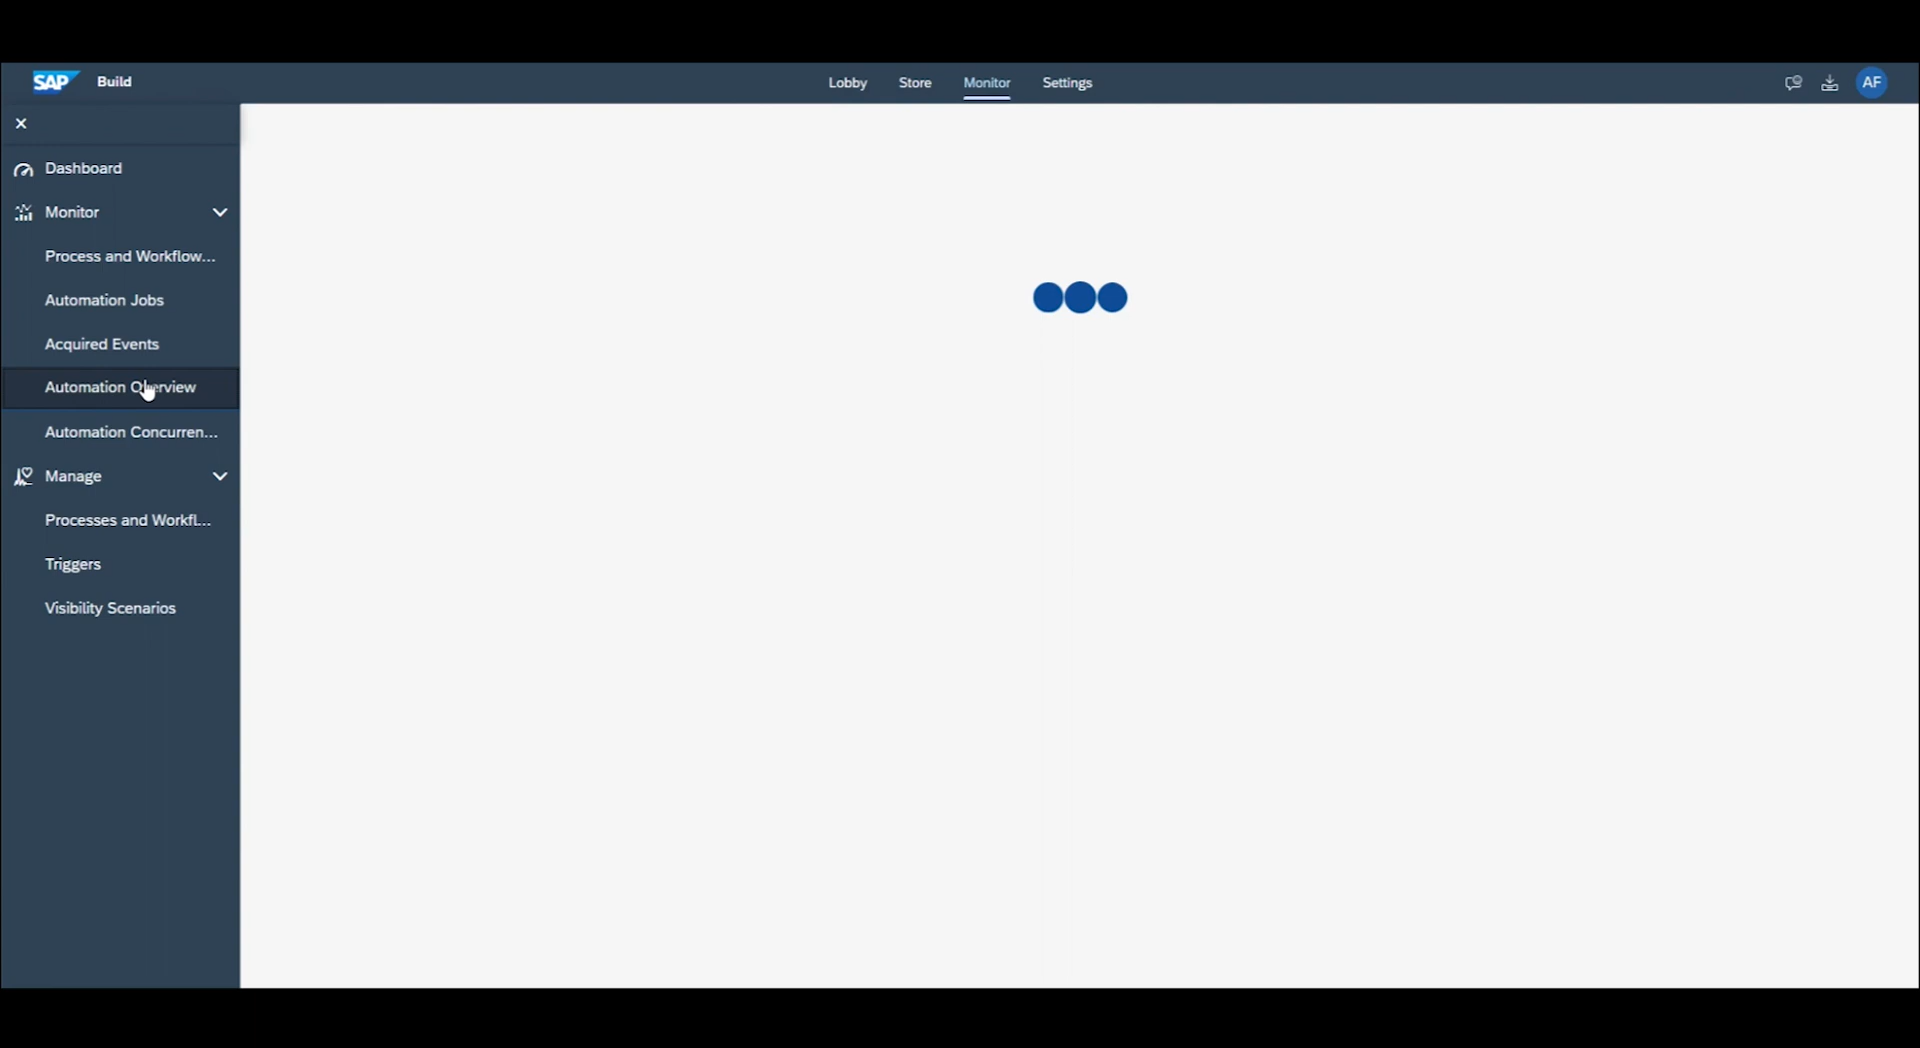 SAP Build
Lobby Store Monitor Settings
AF
Dashboard
Monitor
Process and Workflow...
Automation Jobs
Acquired Events
Automation Overview
Automation Concurren...
Manage
Processes and Workfl...
Triggers
Visibility Scenarios